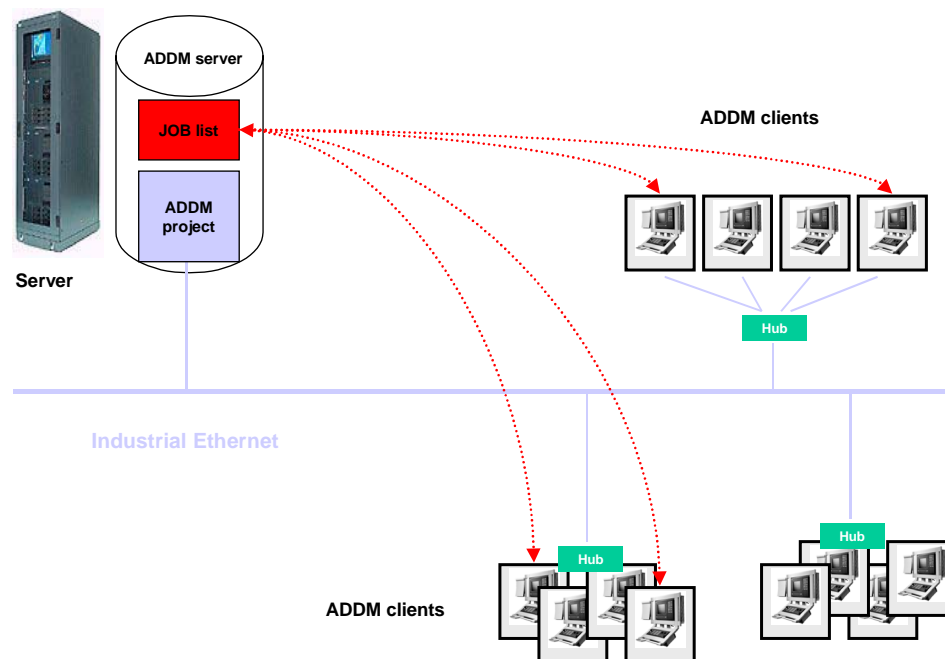 ADDM server
JOB list
ADDM
project
Server
ADDM clients
Hub
Industrial Ethernet
Hub
Hub
ADDM clients